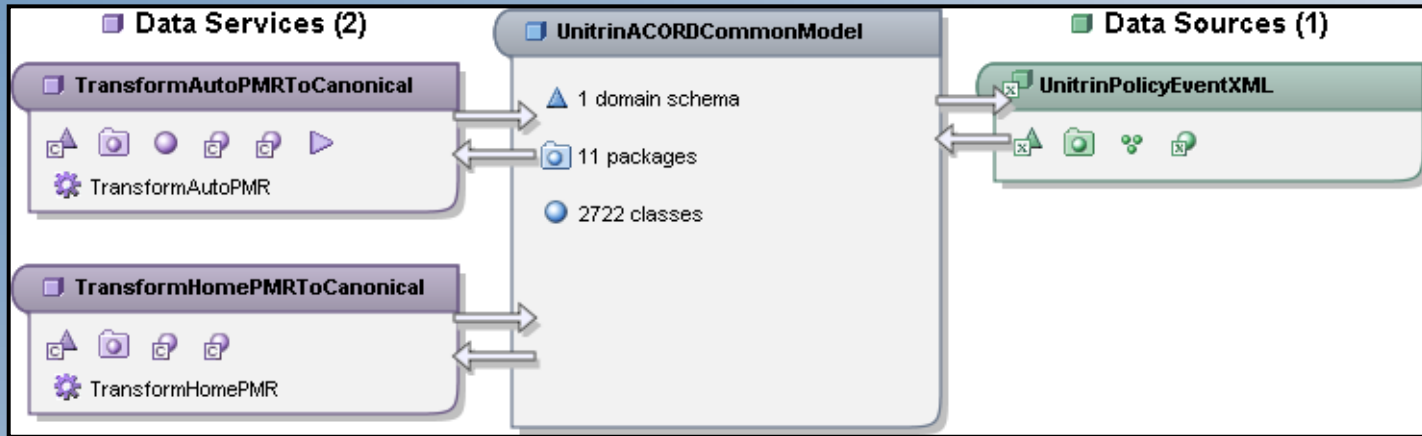 Data Services (2)
TransformAutoPMRToCanonical
TransformAutoPMR
TransformHomePMRToCanonical
TransformHomePMR
UnitrinACORDCommonModel
1 domain schema
11 packages
2722 classes
Data Sources (1)
UnitrinPolicyEventXML